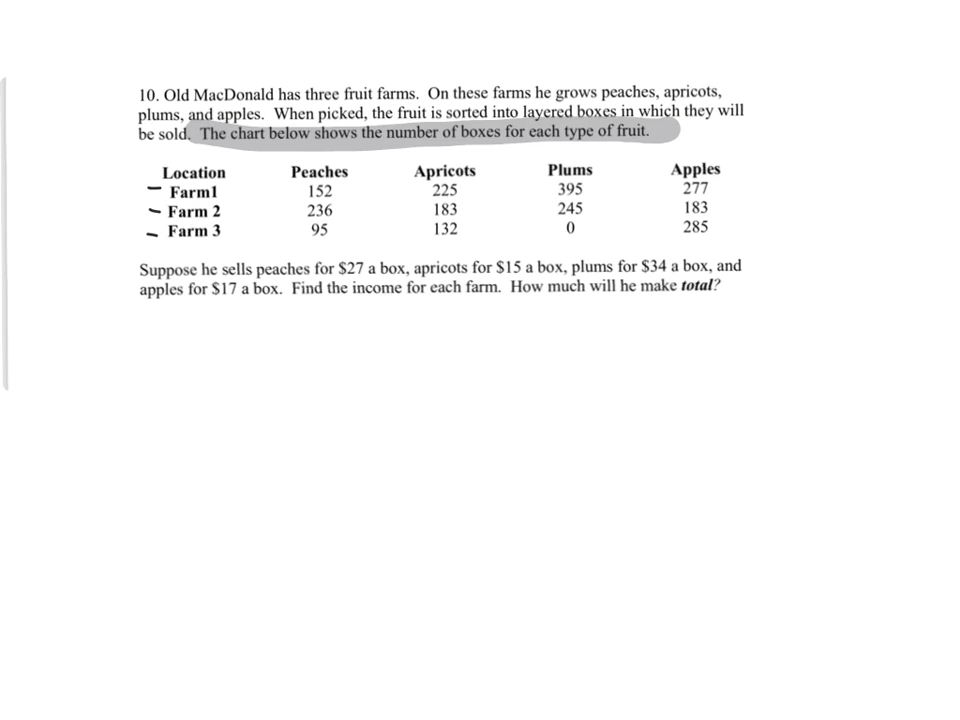 10. Old MacDonald has three fruit farms. On these farms he grows peaches, apricots,
plums, and apples. When picked, the fruit is sorted into layered boxes in which they will
be sold. The chart below shows the number of boxes for each type of fruit.
Location Peaches Apricots Plums Apples
Farm1 152 225 395 277
Farm 2 236 183 245 183
Farm 3 95 132 0 285
Suppose he sells peaches for $27 a box, apricots for $15 a box, plums for $34 a box, and
apples for $17 a box. Find the income for each farm. How much will he make total?